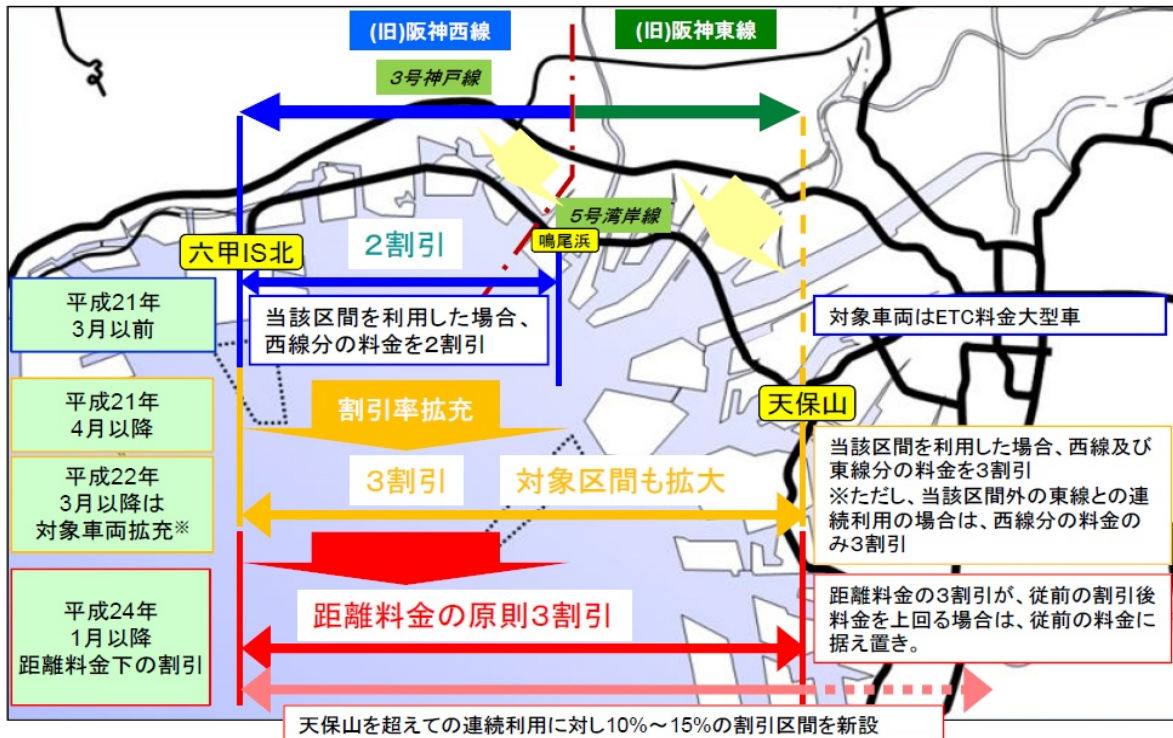 (旧)阪神西線
(旧)阪神東線
3号神戸線
5号湾岸線
鳴尾浜
六甲IS北
2割引
平成21年
3月以前
当該区間を利用した場合、
西線分の料金を2割引
対象車両はETC料金大型車
天保山
平成21年
4月以降
割引率拡充
平成22年
3月以降は
対象車両拡充※
3割引
対象区間も拡大
当該区間を利用した場合、西線及び
東線分の料金を3割引
※ただし、当該区間外の東線との連
続利用の場合は、西線分の料金の
み3割引
平成24年
1月以降
距離料金下の割引
距離料金の原則3割引
距離料金の3割引が、従前の割引後
料金を上回る場合は、従前の料金に
据え置き。
天保山を超えての連続利用に対し10%～15%の割引区間を新設